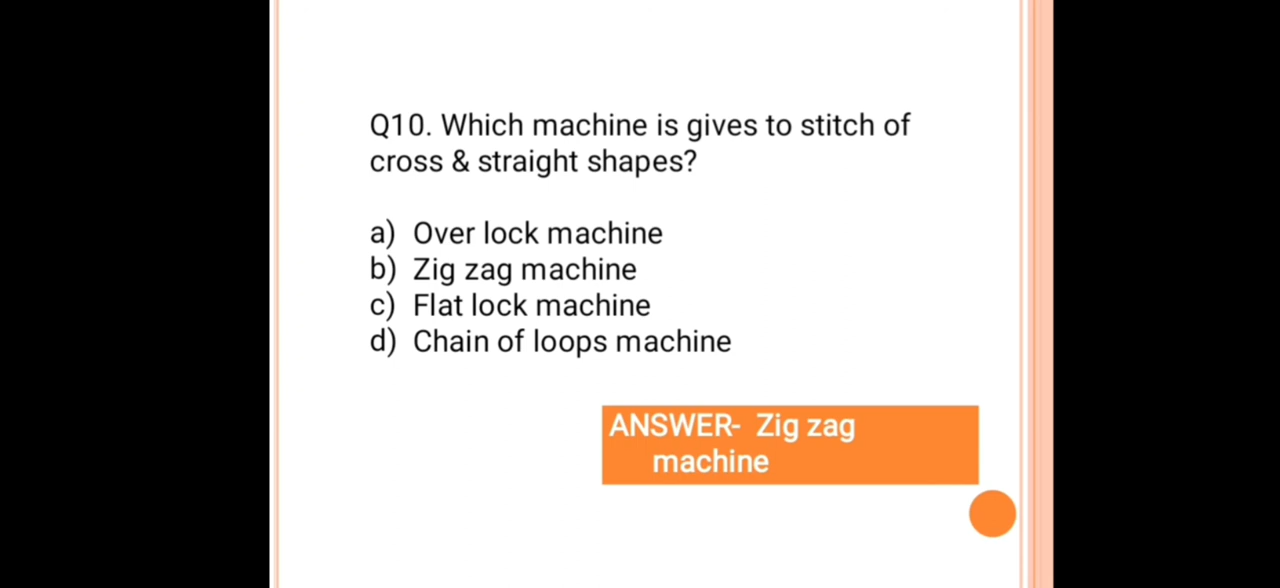 Q10. Which machine is gives to stitch of
cross & straight shapes?
a) Over lock machine
b) Zig zag machine
c) Flat lock machine
d) Chain of loops machine
ANSWER- Zig zag
machine